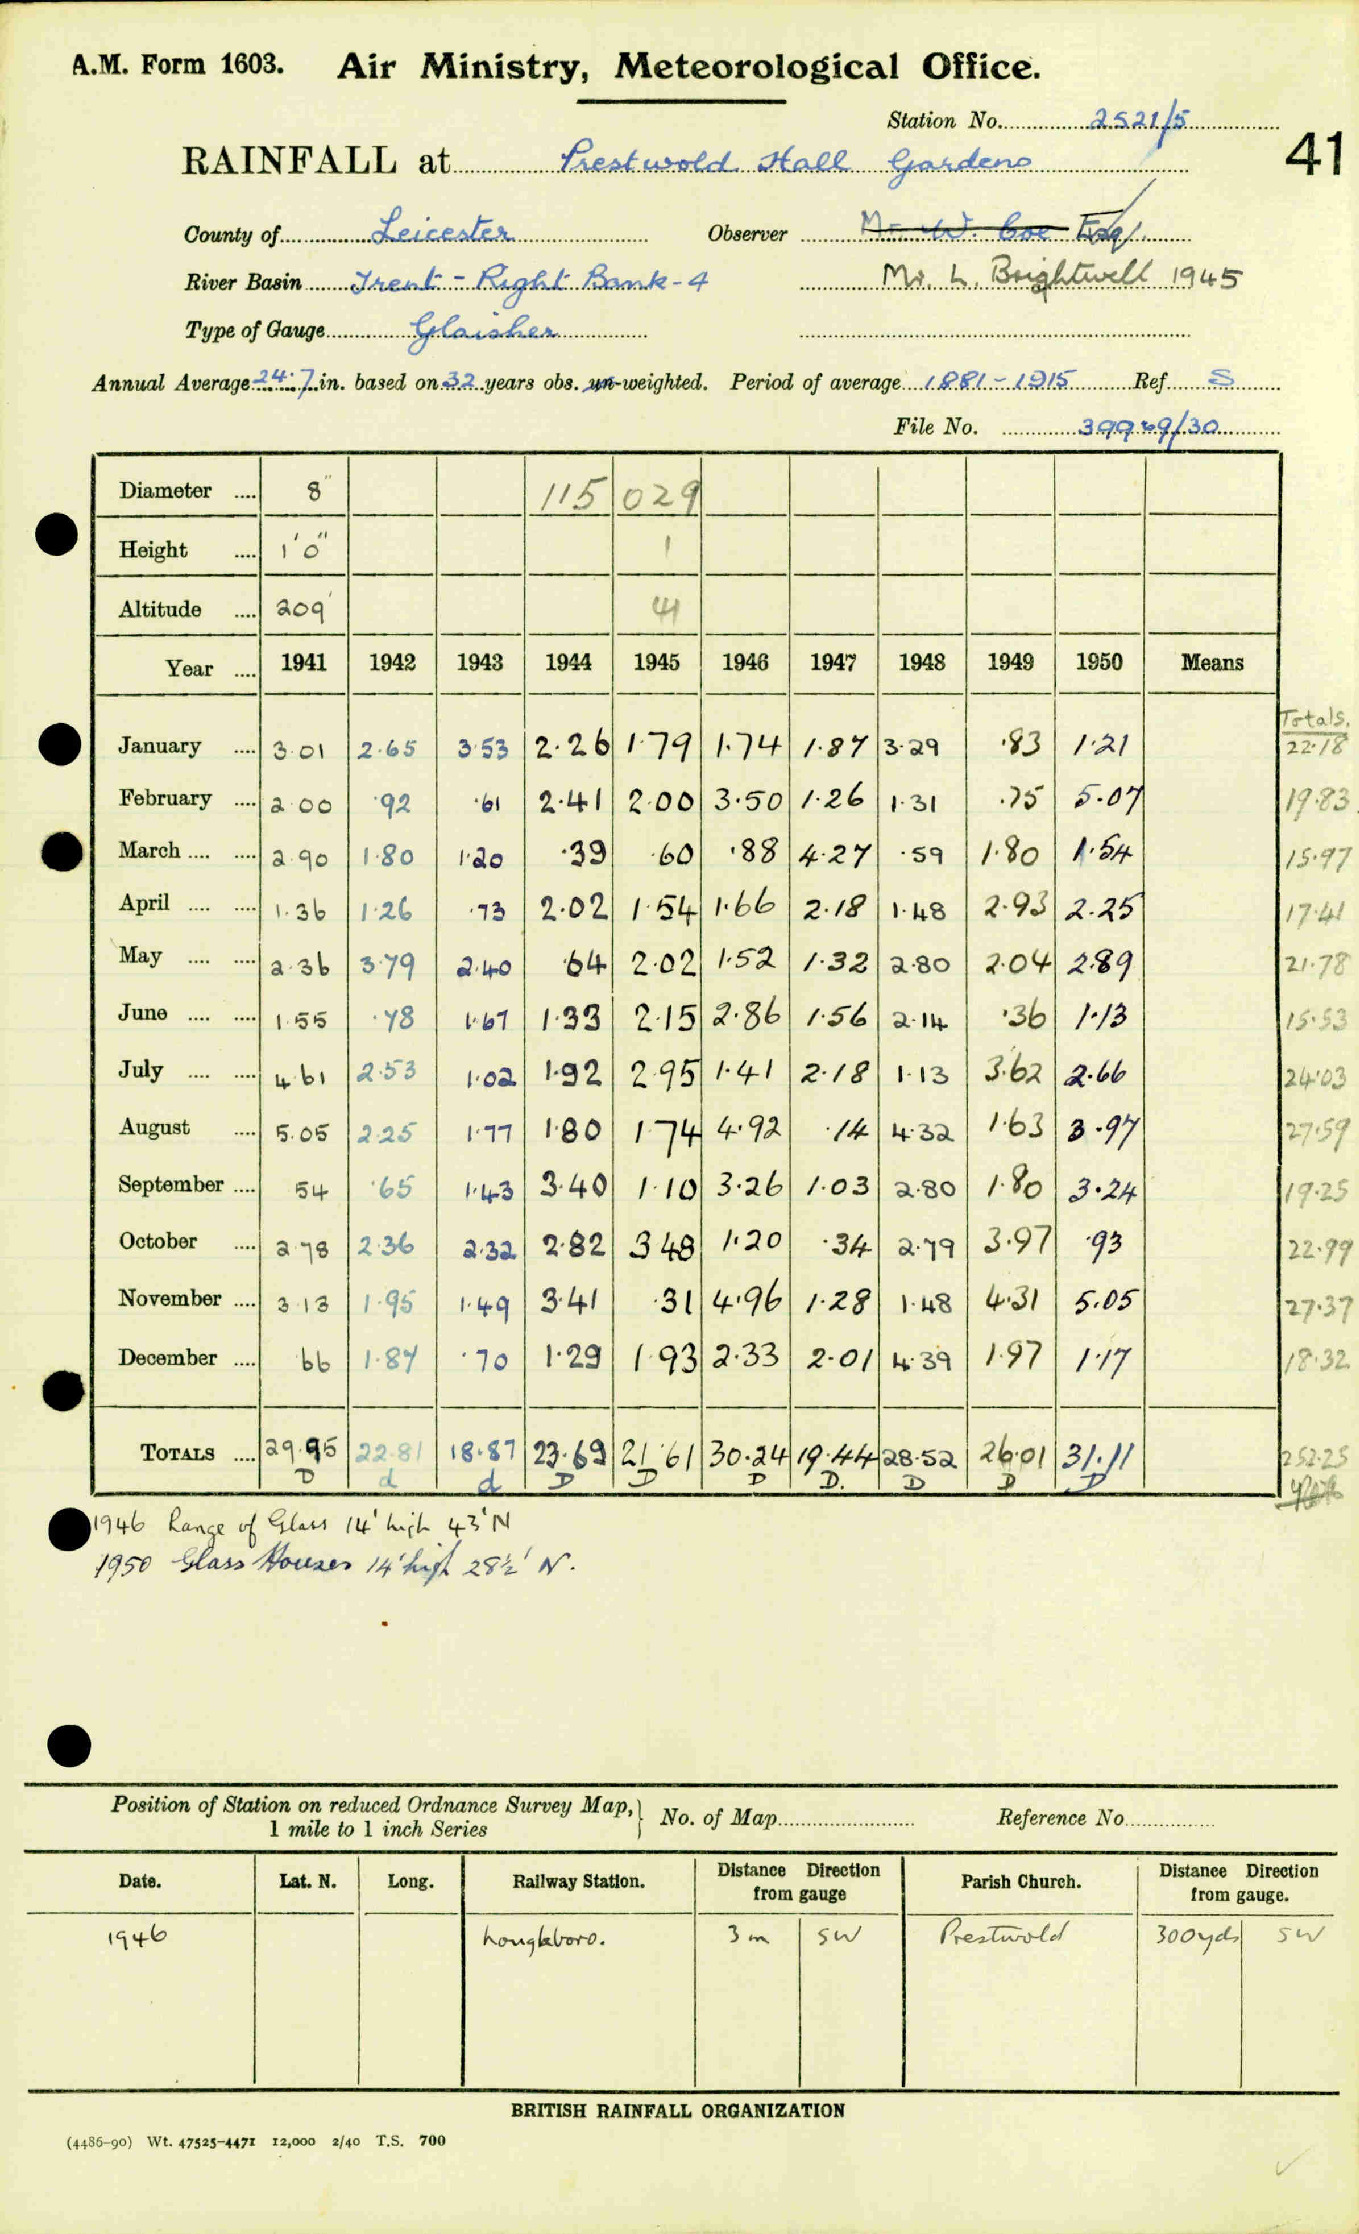 A.M. Form 1603. Air Ministry, Meteorological Office.
Station No. 2521/5
RAINFALL at Prestwold Hall Gardens 41
County of Leicester Observer Mr. W. Coe Esq.
River Basin Trent - Right Bank - 4 Mr. L. Brightwell 1945
Type of Gauge Glaisher
Annual Average 24.7 in. based on 32 years obs. un-weighted. Period of average 1881 - 1915 Ref. S
File No. /30
Diameter .... 8" 115 029
Height .... 1'0" 1
Altitude .... 209'
Year .... 1941 1942 1943 1944 1945 1946 1947 1948 1949 1950 Means
Totals.
January .... 3.01 2.65 3.53 2.26 1.79 1.74 1.87 3.29 .83 1.21 22.18
February .... 2.00 .92 .61 2.41 2.00 3.50 1.26 1.31 .75 5.07 19.83
March .... .... 2.90 1.80 1.20 .39 .60 .88 4.27 .59 1.80 1.54 15.97
April .... .... 1.36 1.26 .73 2.02 1.54 1.66 2.18 1.48 2.93 2.25 17.41
May .... .... 2.36 3.79 2.40 .64 2.02 1.52 1.32 2.80 2.04 2.89 21.78
June .... .... 1.55 .78 1.67 1.33 2.15 2.86 1.56 2.14 .36 1.13 15.53
July .... .... 4.61 2.53 1.02 1.92 2.95 1.41 2.18 1.13 3.62 2.66 24.03
August .... 5.05 2.25 1.77 1.80 1.74 4.92 .14 4.32 1.63 3.97 27.59
September .... 54 .65 1.43 3.40 1.10 3.26 1.03 2.80 1.80 3.24 19.25
October .... 2.78 2.36 2.32 2.82 3 48 1.20 .34 2.79 3.97 .93 22.99
November .... 3.13 1.95 1.49 3.41 .31 4.96 1.28 1.48 4.31 5.05 27.37
December .... 66 1.87 .70 1.29 1.93 2.33 2.01 4.39 1.97 1.17 18.32
TOTALS .... 29.95 22.81 18.87 23.69 21.61 30.24 19.44 28.52 26.01 31.11 252.25
D d d D D D D. D D D
1946 Range of Glass 14' high 43' N
1950 Glass Houses 14' high 28½' N.
Position of Station on reduced Ordnance Survey Map, } No. of Map Reference No.
1 mile to 1 inch Series
Date. Lat. N. Long. Railway Station. Distance Direction from gauge Parish Church. Distance Direction from gauge.
1946 Loughboro. 3 m SW Prestwold 300yds SW
BRITISH RAINFALL ORGANIZATION
(4486-90) Wt. 47525-4471 12,000 2/40 T.S. 700